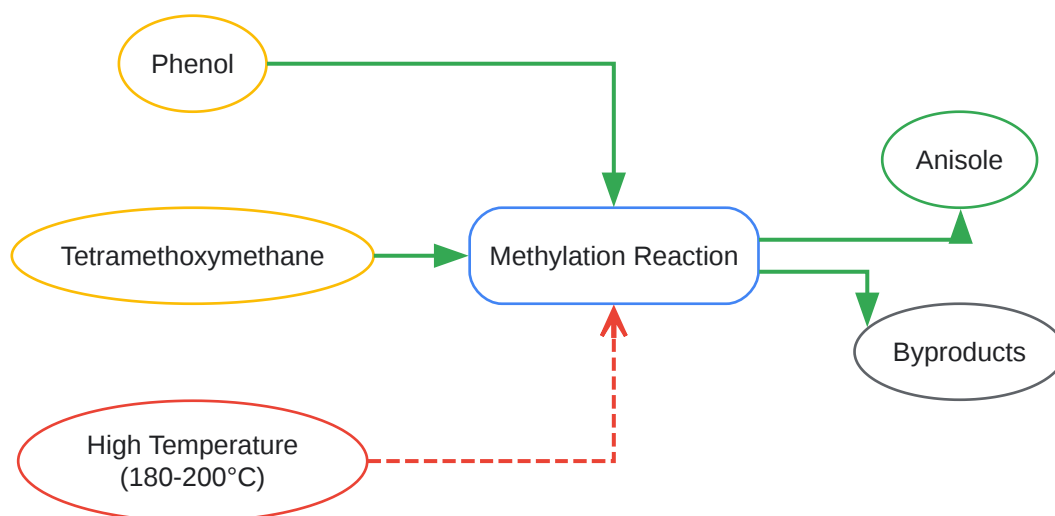 Phenol
Anisole
Tetramethoxymethane
Methylation Reaction
Byproducts
High Temperature
(180-200°C)